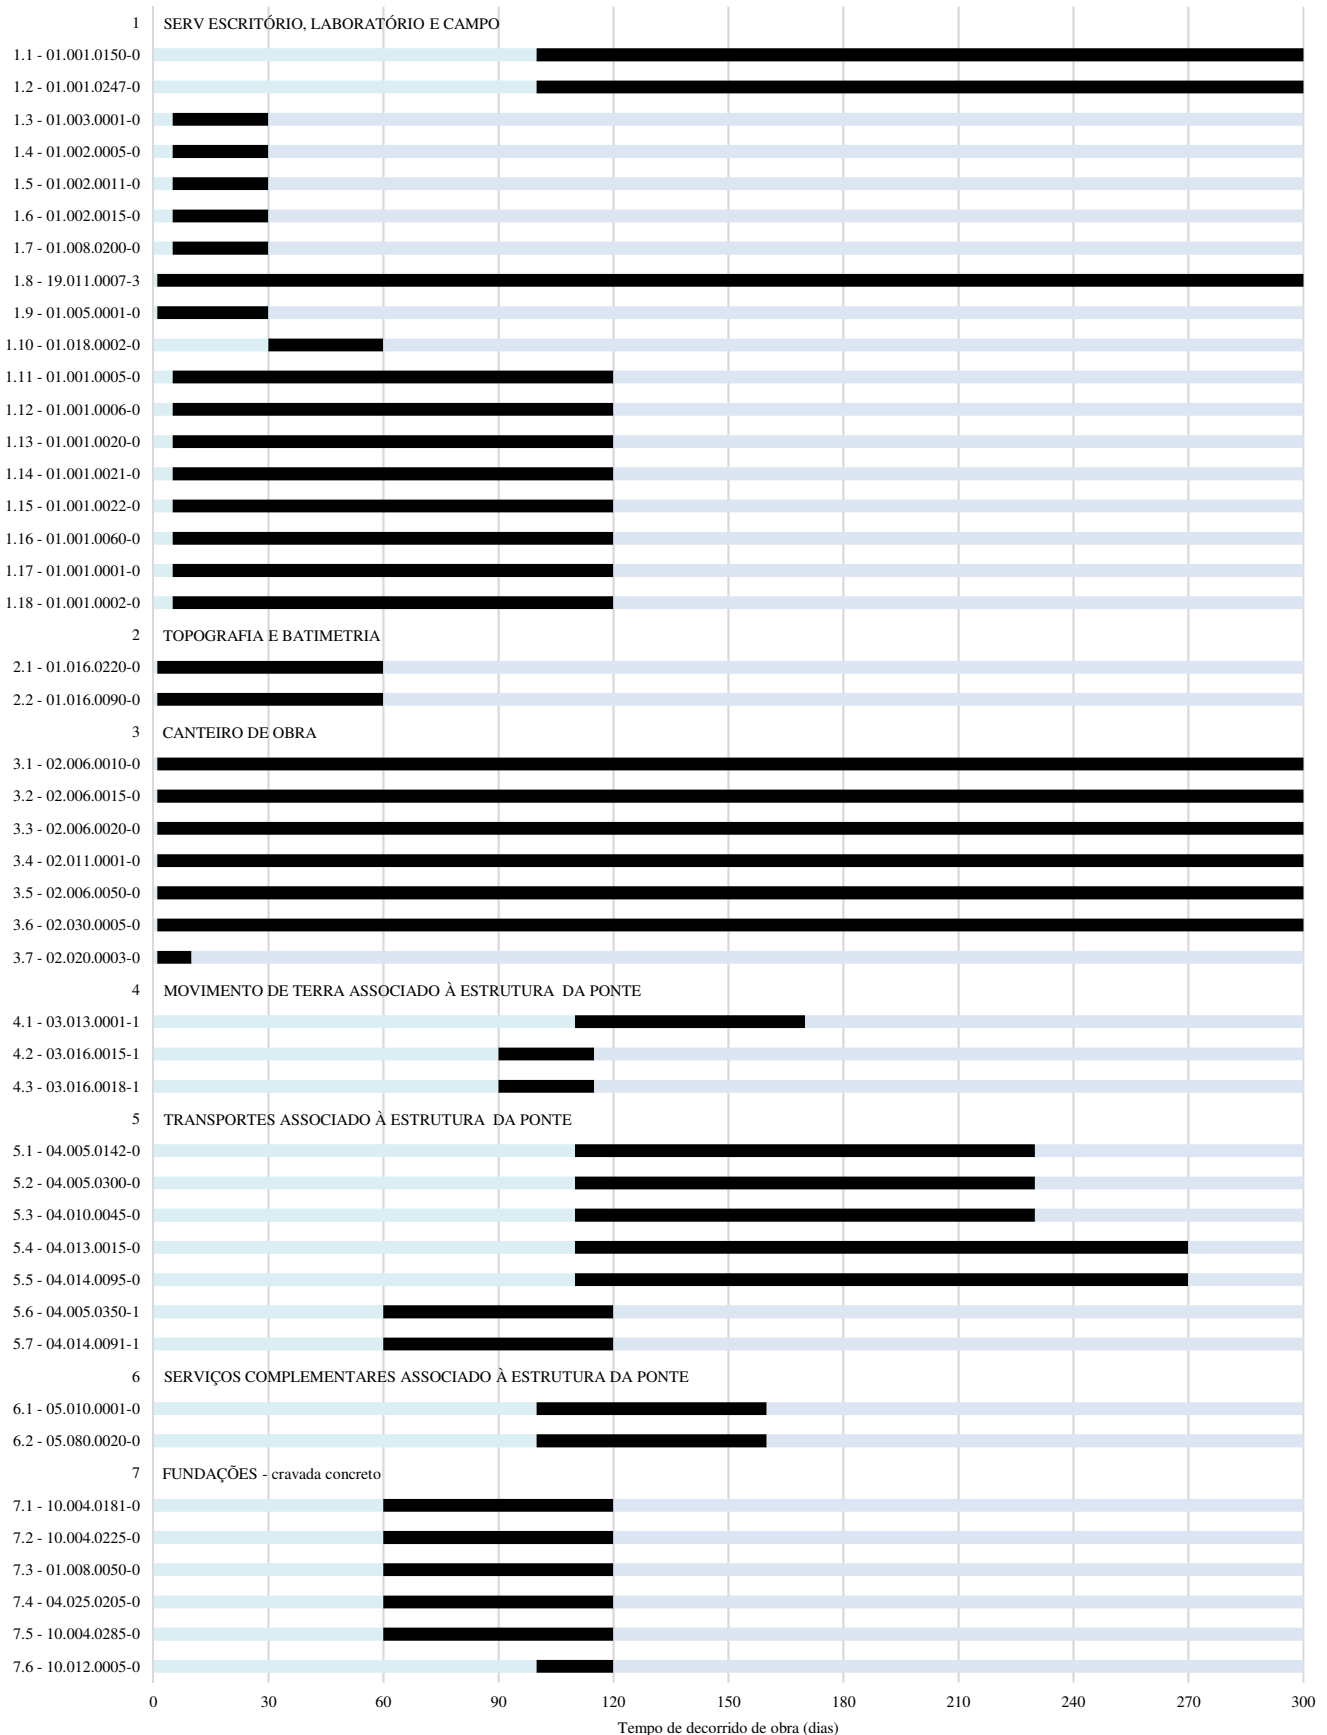 1 SERV ESCRITÓRIO, LABORATÓRIO E CAMPO
1.1 - 01.001.0150-0
1.2 - 01.001.0247-0
1.3 - 01.003.0001-0
1.4 - 01.002.0005-0
1.5 - 01.002.0011-0
1.6 - 01.002.0015-0
1.7 - 01.008.0200-0
1.8 - 19.011.0007-3
1.9 - 01.005.0001-0
1.10 - 01.018.0002-0
1.11 - 01.001.0005-0
1.12 - 01.001.0006-0
1.13 - 01.001.0020-0
1.14 - 01.001.0021-0
1.15 - 01.001.0022-0
1.16 - 01.001.0060-0
1.17 - 01.001.0001-0
1.18 - 01.001.0002-0
2 TOPOGRAFIA E BATIMETRIA
2.1 - 01.016.0220-0
2.2 - 01.016.0090-0
3 CANTEIRO DE OBRA
3.1 - 02.006.0010-0
3.2 - 02.006.0015-0
3.3 - 02.006.0020-0
3.4 - 02.011.0001-0
3.5 - 02.006.0050-0
3.6 - 02.030.0005-0
3.7 - 02.020.0003-0
4 MOVIMENTO DE TERRA ASSOCIADO À ESTRUTURA DA PONTE
4.1 - 03.013.0001-1
4.2 - 03.016.0015-1
4.3 - 03.016.0018-1
5 TRANSPORTES ASSOCIADO À ESTRUTURA DA PONTE
5.1 - 04.005.0142-0
5.2 - 04.005.0300-0
5.3 - 04.010.0045-0
5.4 - 04.013.0015-0
5.5 - 04.014.0095-0
5.6 - 04.005.0350-1
5.7 - 04.014.0091-1
6 SERVIÇOS COMPLEMENTARES ASSOCIADO À ESTRUTURA DA PONTE
6.1 - 05.010.0001-0
6.2 - 05.080.0020-0
7 FUNDAÇÕES - cravada concreto
7.1 - 10.004.0181-0
7.2 - 10.004.0225-0
7.3 - 01.008.0050-0
7.4 - 04.025.0205-0
7.5 - 10.004.0285-0
7.6 - 10.012.0005-0
0 30 60 90 120 150 180 210 240 270 300
Tempo de decorrido de obra (dias)